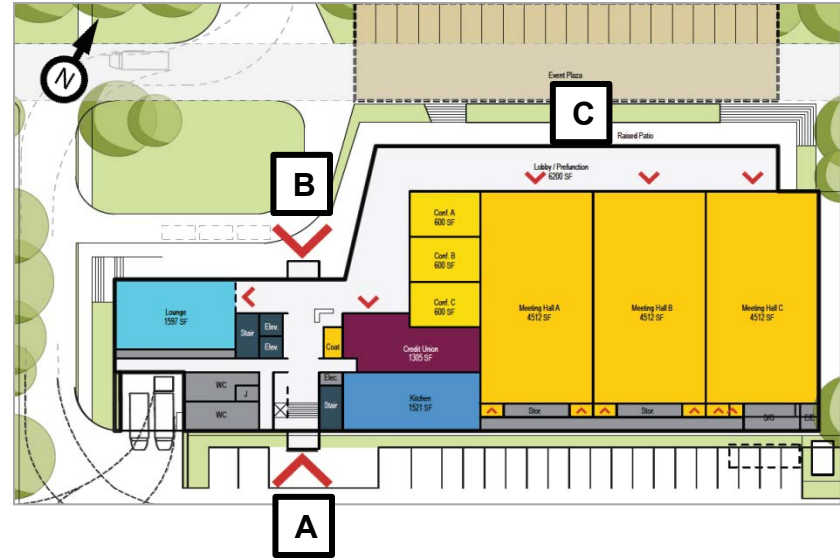 N
Event Plaza
C
Raised Patio
B
Lobby / Prefunction
6200 SF
Conf. A
600 SF
Conf. B
600 SF
Conf. C
600 SF
Lounge
1597 SF
Meeting Hall A
4512 SF
Meeting Hall B
4512 SF
Meeting Hall C
4512 SF
Stair
Elev.
Elev.
Coat
Credit Union
1305 SF
WC
J
WC
Elec.
Stair
Kitchen
1521 SF
Stor.
Stor.
A